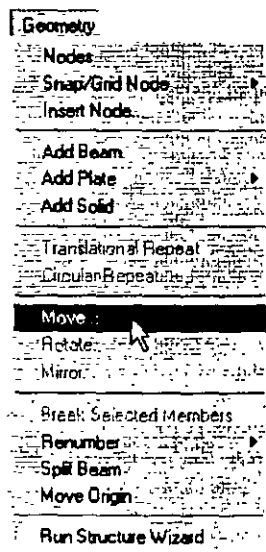 Geometry
Nodes
Snap/Grid Node
Insert Node...
Add Beam
Add Plate
Add Solid
Translational Repeat
Circular Repeat...
Move...
Rotate...
Mirror...
Break Selected Members
Renumber
Split Beam
Move Origin
Run Structure Wizard